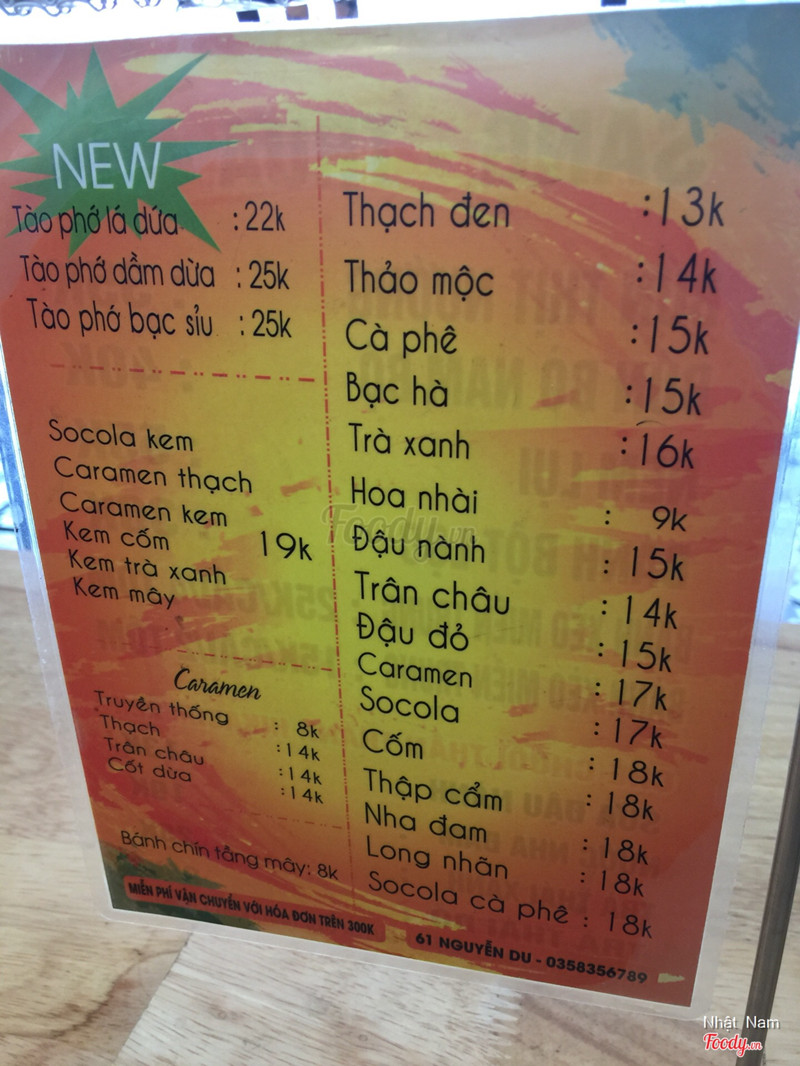 NEW
Tào phớ lá dứa : 22k
Tào phớ dầm dừa : 25k
Tào phớ bạc sỉu : 25k
Socola kem
Caramen thạch
Caramen kem
Kem cốm 19k
Kem trà xanh
Kem mây
Caramen
Truyên thống : 8k
Thạch : 14k
Trân châu : 14k
Cốt dừa : 14k
Bánh chín tầng mây: 8k
MIỄN PHÍ VẬN CHUYỂN VỚI HÓA ĐƠN TRÊN 300K
Thạch đen : 13k
Thảo mộc : 14k
Cà phê : 15k
Bạc hà : 15k
Trà xanh : 16k
Hoa nhài : 9k
Đậu nành : 15k
Trân châu : 14k
Đậu đỏ : 15k
Caramen : 17k
Socola : 17k
Cốm : 18k
Thập cẩm : 18k
Nha đam : 18k
Long nhãn : 18k
Socola cà phê : 18k
61 NGUYỄN DU - 0358356789
Foody.vn
Nhật Nam
Foody.vn